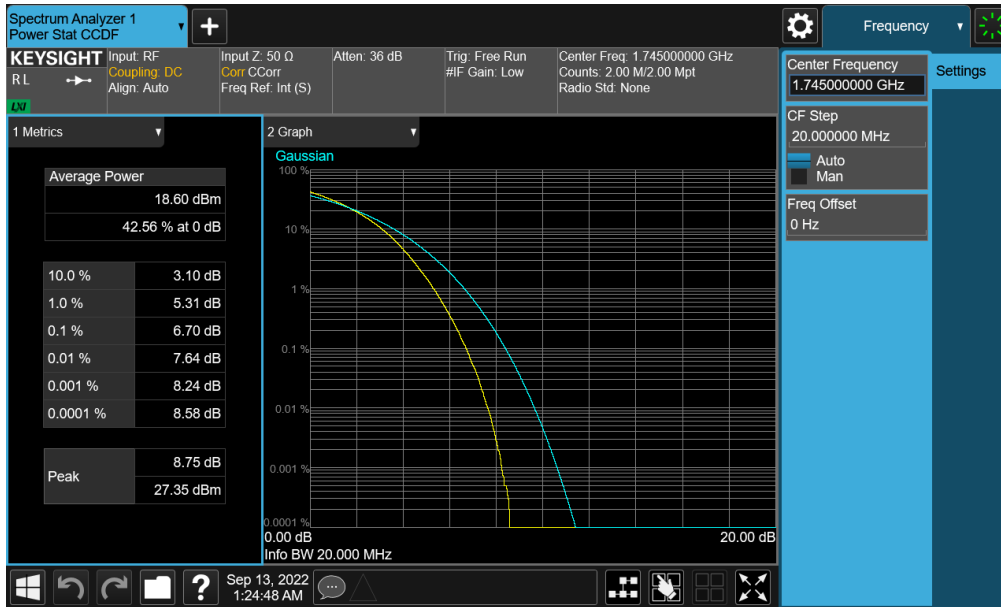 Spectrum Analyzer 1
Power Stat CCDF
Frequency
KEYSIGHT
R L
LXI
Input: RF
Coupling: DC
Align: Auto
Input Z: 50 Ω
Corr CCorr
Freq Ref: Int (S)
Atten: 36 dB
Trig: Free Run
#IF Gain: Low
Center Freq: 1.745000000 GHz
Counts: 2.00 M/2.00 Mpt
Radio Std: None
Center Frequency
1.745000000 GHz
Settings
CF Step
20.000000 MHz
Auto
Man
Freq Offset
0 Hz
1 Metrics
Average Power
18.60 dBm
42.56 % at 0 dB
10.0 % 3.10 dB
1.0 % 5.31 dB
0.1 % 6.70 dB
0.01 % 7.64 dB
0.001 % 8.24 dB
0.0001 % 8.58 dB
Peak
8.75 dB
27.35 dBm
2 Graph
Gaussian
100 %
10 %
1 %
0.1 %
0.01 %
0.001 %
0.0001 %
0.00 dB 20.00 dB
Info BW 20.000 MHz
?
Sep 13, 2022
1:24:48 AM